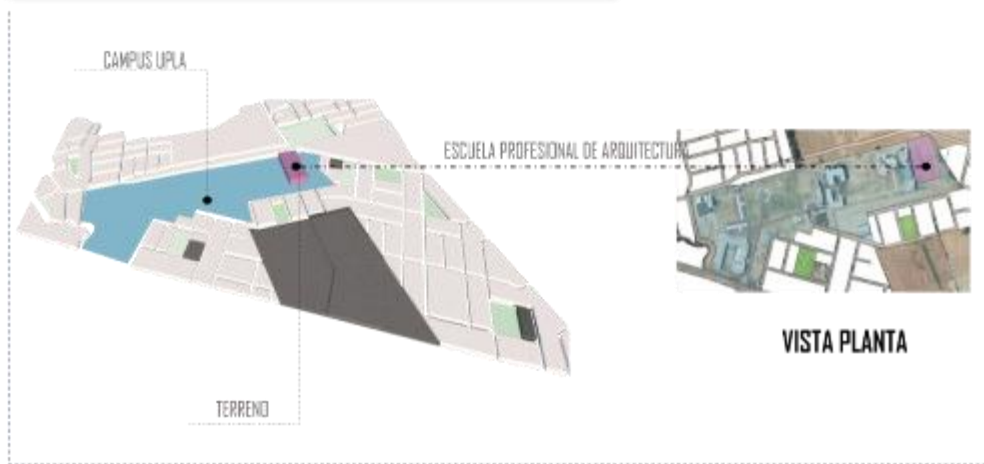 CAMPUS UPLA
ESCUELA PROFESIONAL DE ARQUITECTURA
VISTA PLANTA
TERRENO